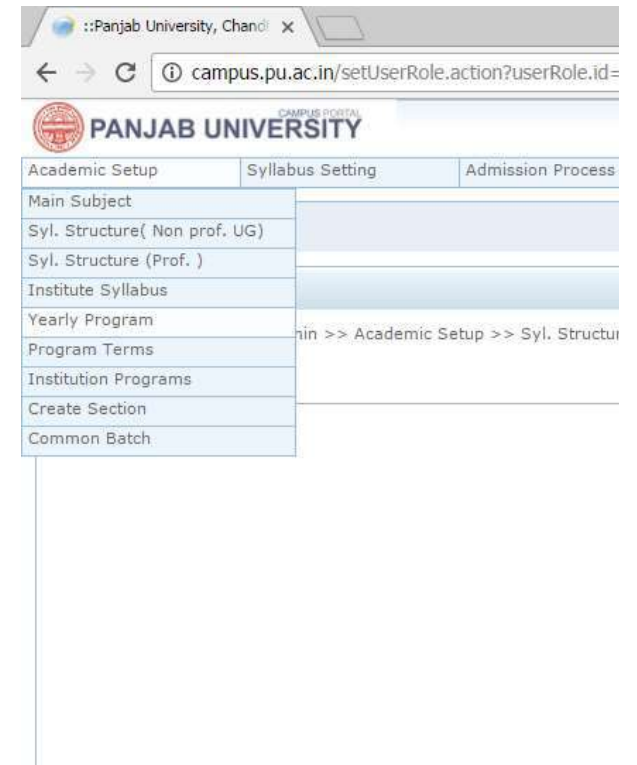 ::Panjab University, Chand
campus.pu.ac.in/setUserRole.action?userRole.id=
CAMPUS PORTAL
PANJAB UNIVERSITY
Academic Setup Syllabus Setting Admission Process
Main Subject
Syl. Structure( Non prof. UG)
Syl. Structure (Prof. )
Institute Syllabus
Yearly Program
min >> Academic Setup >> Syl. Structur
Program Terms
Institution Programs
Create Section
Common Batch